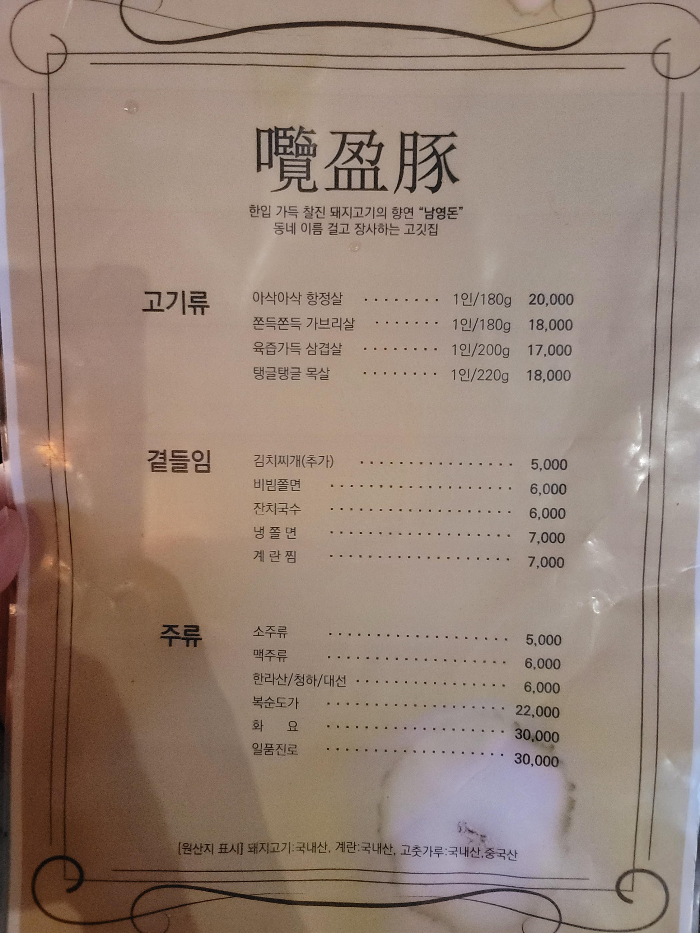 囕盈豚
한입 가득 찰진 돼지고기의 향연 “남영돈”
동네 이름 걸고 장사하는 고깃집
고기류
아삭아삭 항정살 ········ 1인/180g 20,000
쫀득쫀득 가브리살 ······· 1인/180g 18,000
육즙가득 삼겹살 ········ 1인/200g 17,000
탱글탱글 목살 ········ 1인/220g 18,000
곁들임
김치찌개(추가) ·············· 5,000
비빔쫄면 ················· 6,000
잔치국수 ················· 6,000
냉 쫄 면 ················· 7,000
계 란 찜 ················· 7,000
주류
소주류 ················· 5,000
맥주류 ················· 6,000
한라산/청하/대선 ·············· 6,000
복순도가 ················· 22,000
화 요 ················· 30,000
일품진로 ················· 30,000
[원산지 표시] 돼지고기:국내산, 계란:국내산, 고춧가루:국내산,중국산